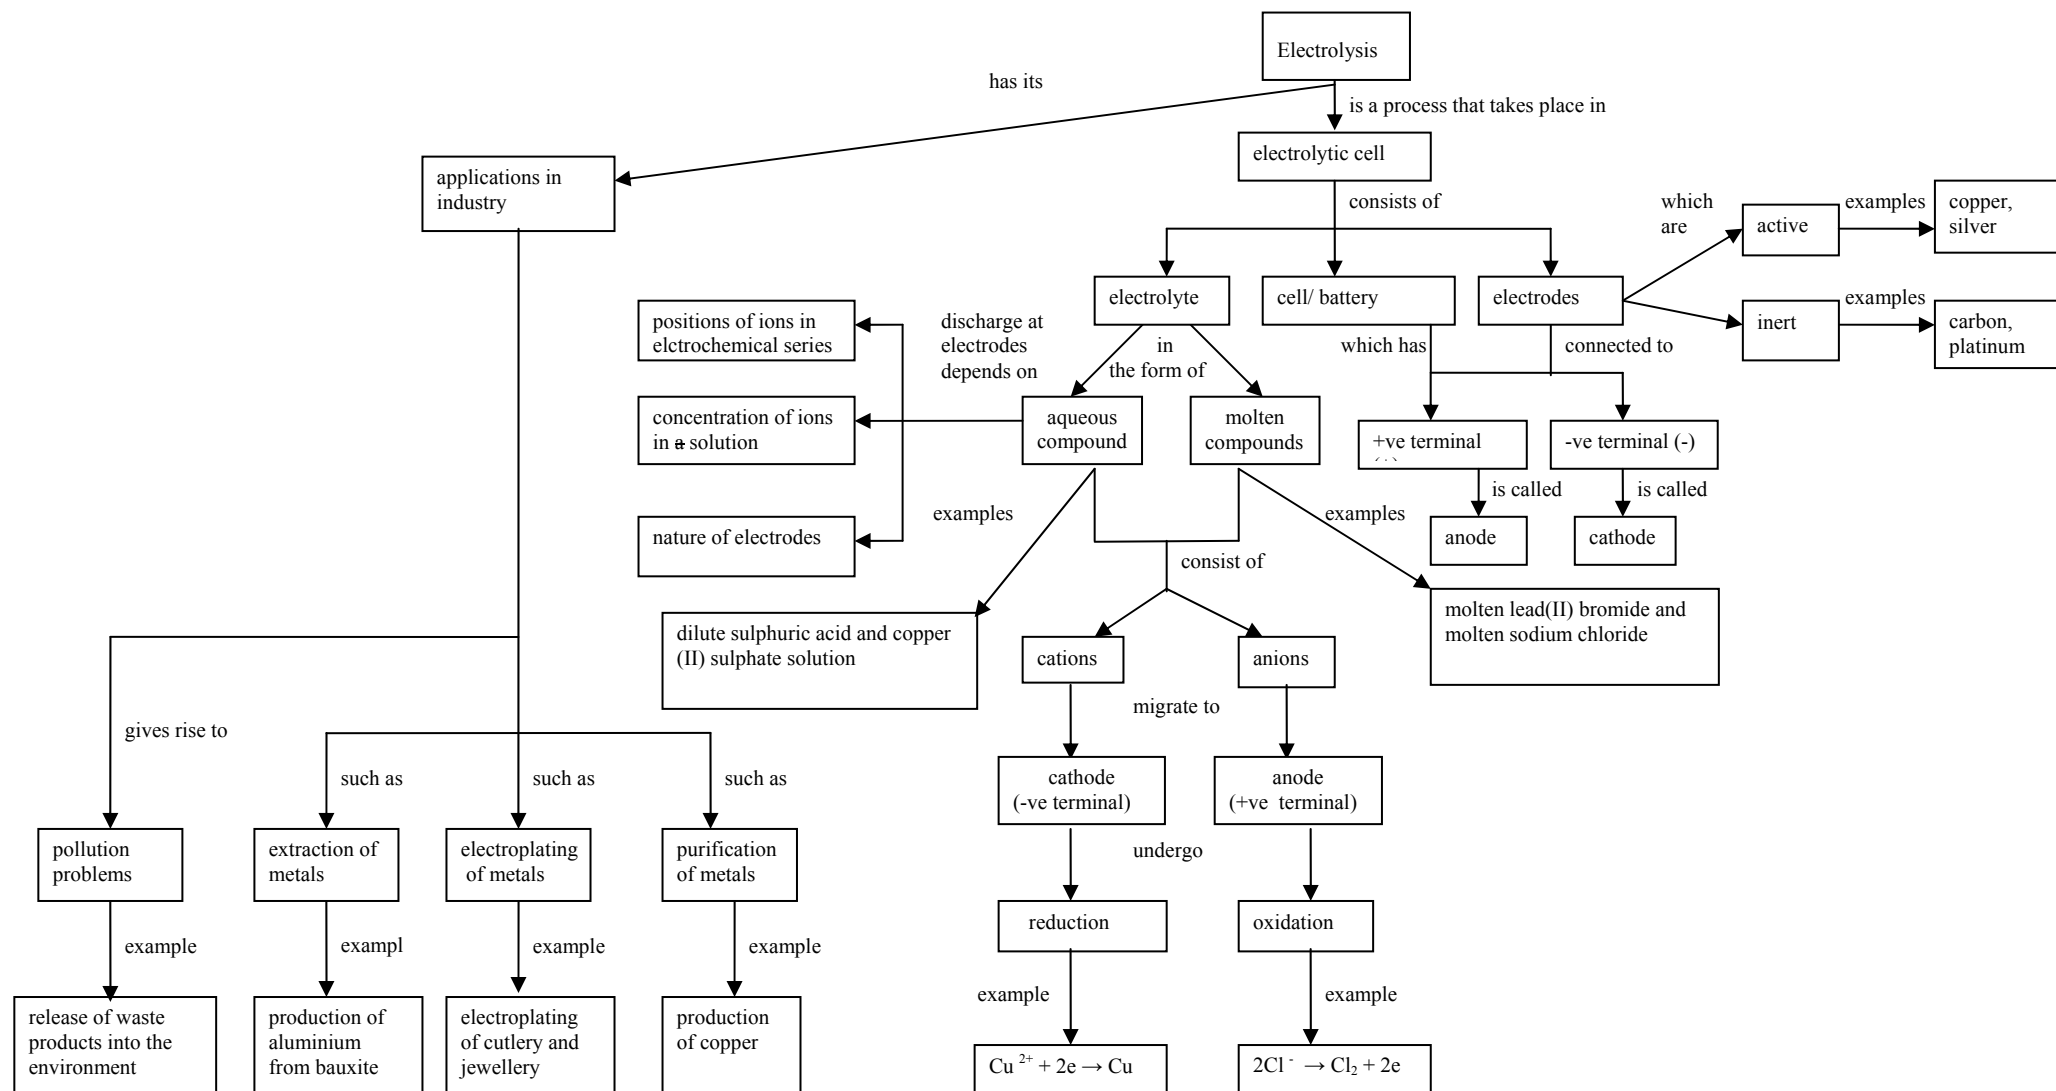 Electrolysis
has its
is a process that takes place in
electrolytic cell
applications in
industry
consists of
which
are
active
examples
copper,
silver
electrolyte
cell/ battery
electrodes
inert
examples
carbon,
platinum
positions of ions in
elctrochemical series
discharge at
electrodes
depends on
in
the form of
which has
connected to
concentration of ions
in a solution
aqueous
compound
molten
compounds
+ve terminal
-ve terminal (-)
is called
is called
nature of electrodes
examples
examples
anode
cathode
consist of
dilute sulphuric acid and copper
(II) sulphate solution
cations
anions
molten lead(II) bromide and
molten sodium chloride
migrate to
gives rise to
such as
such as
such as
cathode
(-ve terminal)
anode
(+ve terminal)
pollution
problems
extraction of
metals
electroplating
of metals
purification
of metals
undergo
reduction
oxidation
example
exampl
example
example
example
example
release of waste
products into the
environment
production of
aluminium
from bauxite
electroplating
of cutlery and
jewellery
production
of copper
Cu 2+ + 2e → Cu
2Cl - → Cl2 + 2e